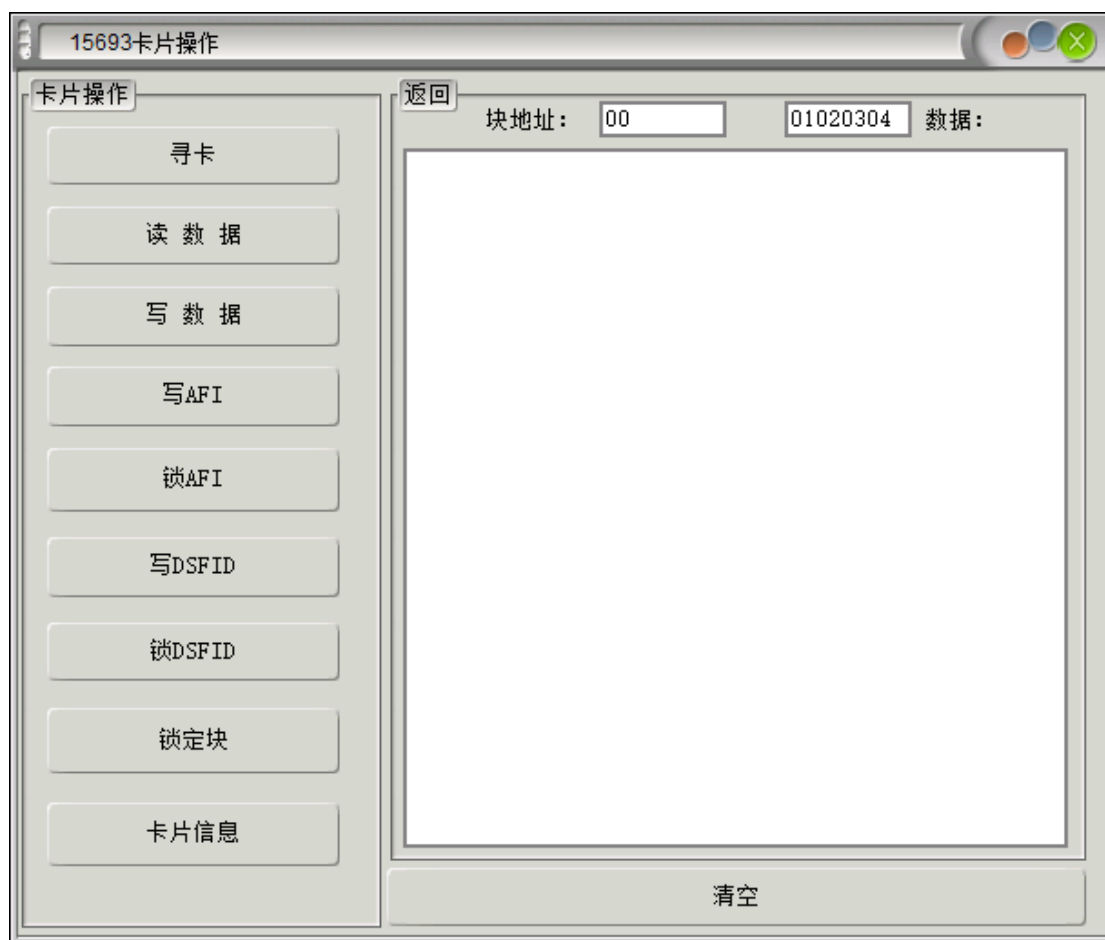 15693卡片操作
卡片操作
寻卡
读 数 据
写 数 据
写AFI
锁AFI
写DSFID
锁DSFID
锁定块
卡片信息
返回
块地址: 00 01020304 数据:
清空